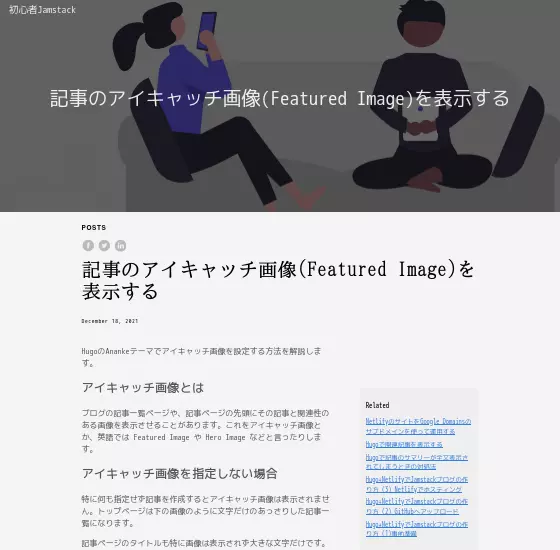 初心者Jamstack
記事のアイキャッチ画像(Featured Image)を表示する
POSTS
記事のアイキャッチ画像(Featured Image)を
表示する
December 18, 2021
HugoのAnankeテーマでアイキャッチ画像を設定する方法を解説しま
す。
アイキャッチ画像とは
ブログの記事一覧ページや、記事ページの先頭にその記事と関連性の
ある画像を表示させることがあります。これをアイキャッチ画像と
か、英語では Featured Image や Hero Image などと言ったりしま
す。
アイキャッチ画像を指定しない場合
特に何も指定せず記事を作成するとアイキャッチ画像は表示されませ
ん。トップページは下の画像のように文字だけのあっさりした記事一
覧になります。
記事ページのタイトルも特に画像は表示されず大きな文字だけです。
Related
NetlifyのサイトをGoogle Domainsの
サブドメインを使って運用する
Hugoで関連記事を表示する
Hugoで記事のサマリーが全文表示さ
れてしまうときの対処法
Hugo+NetlifyでJamstackブログの作
り方 (3) Netlifyでホスティング
Hugo+NetlifyでJamstackブログの作
り方 (2) GitHubへアップロード
Hugo+NetlifyでJamstackブログの作
り方 (1)事前準備